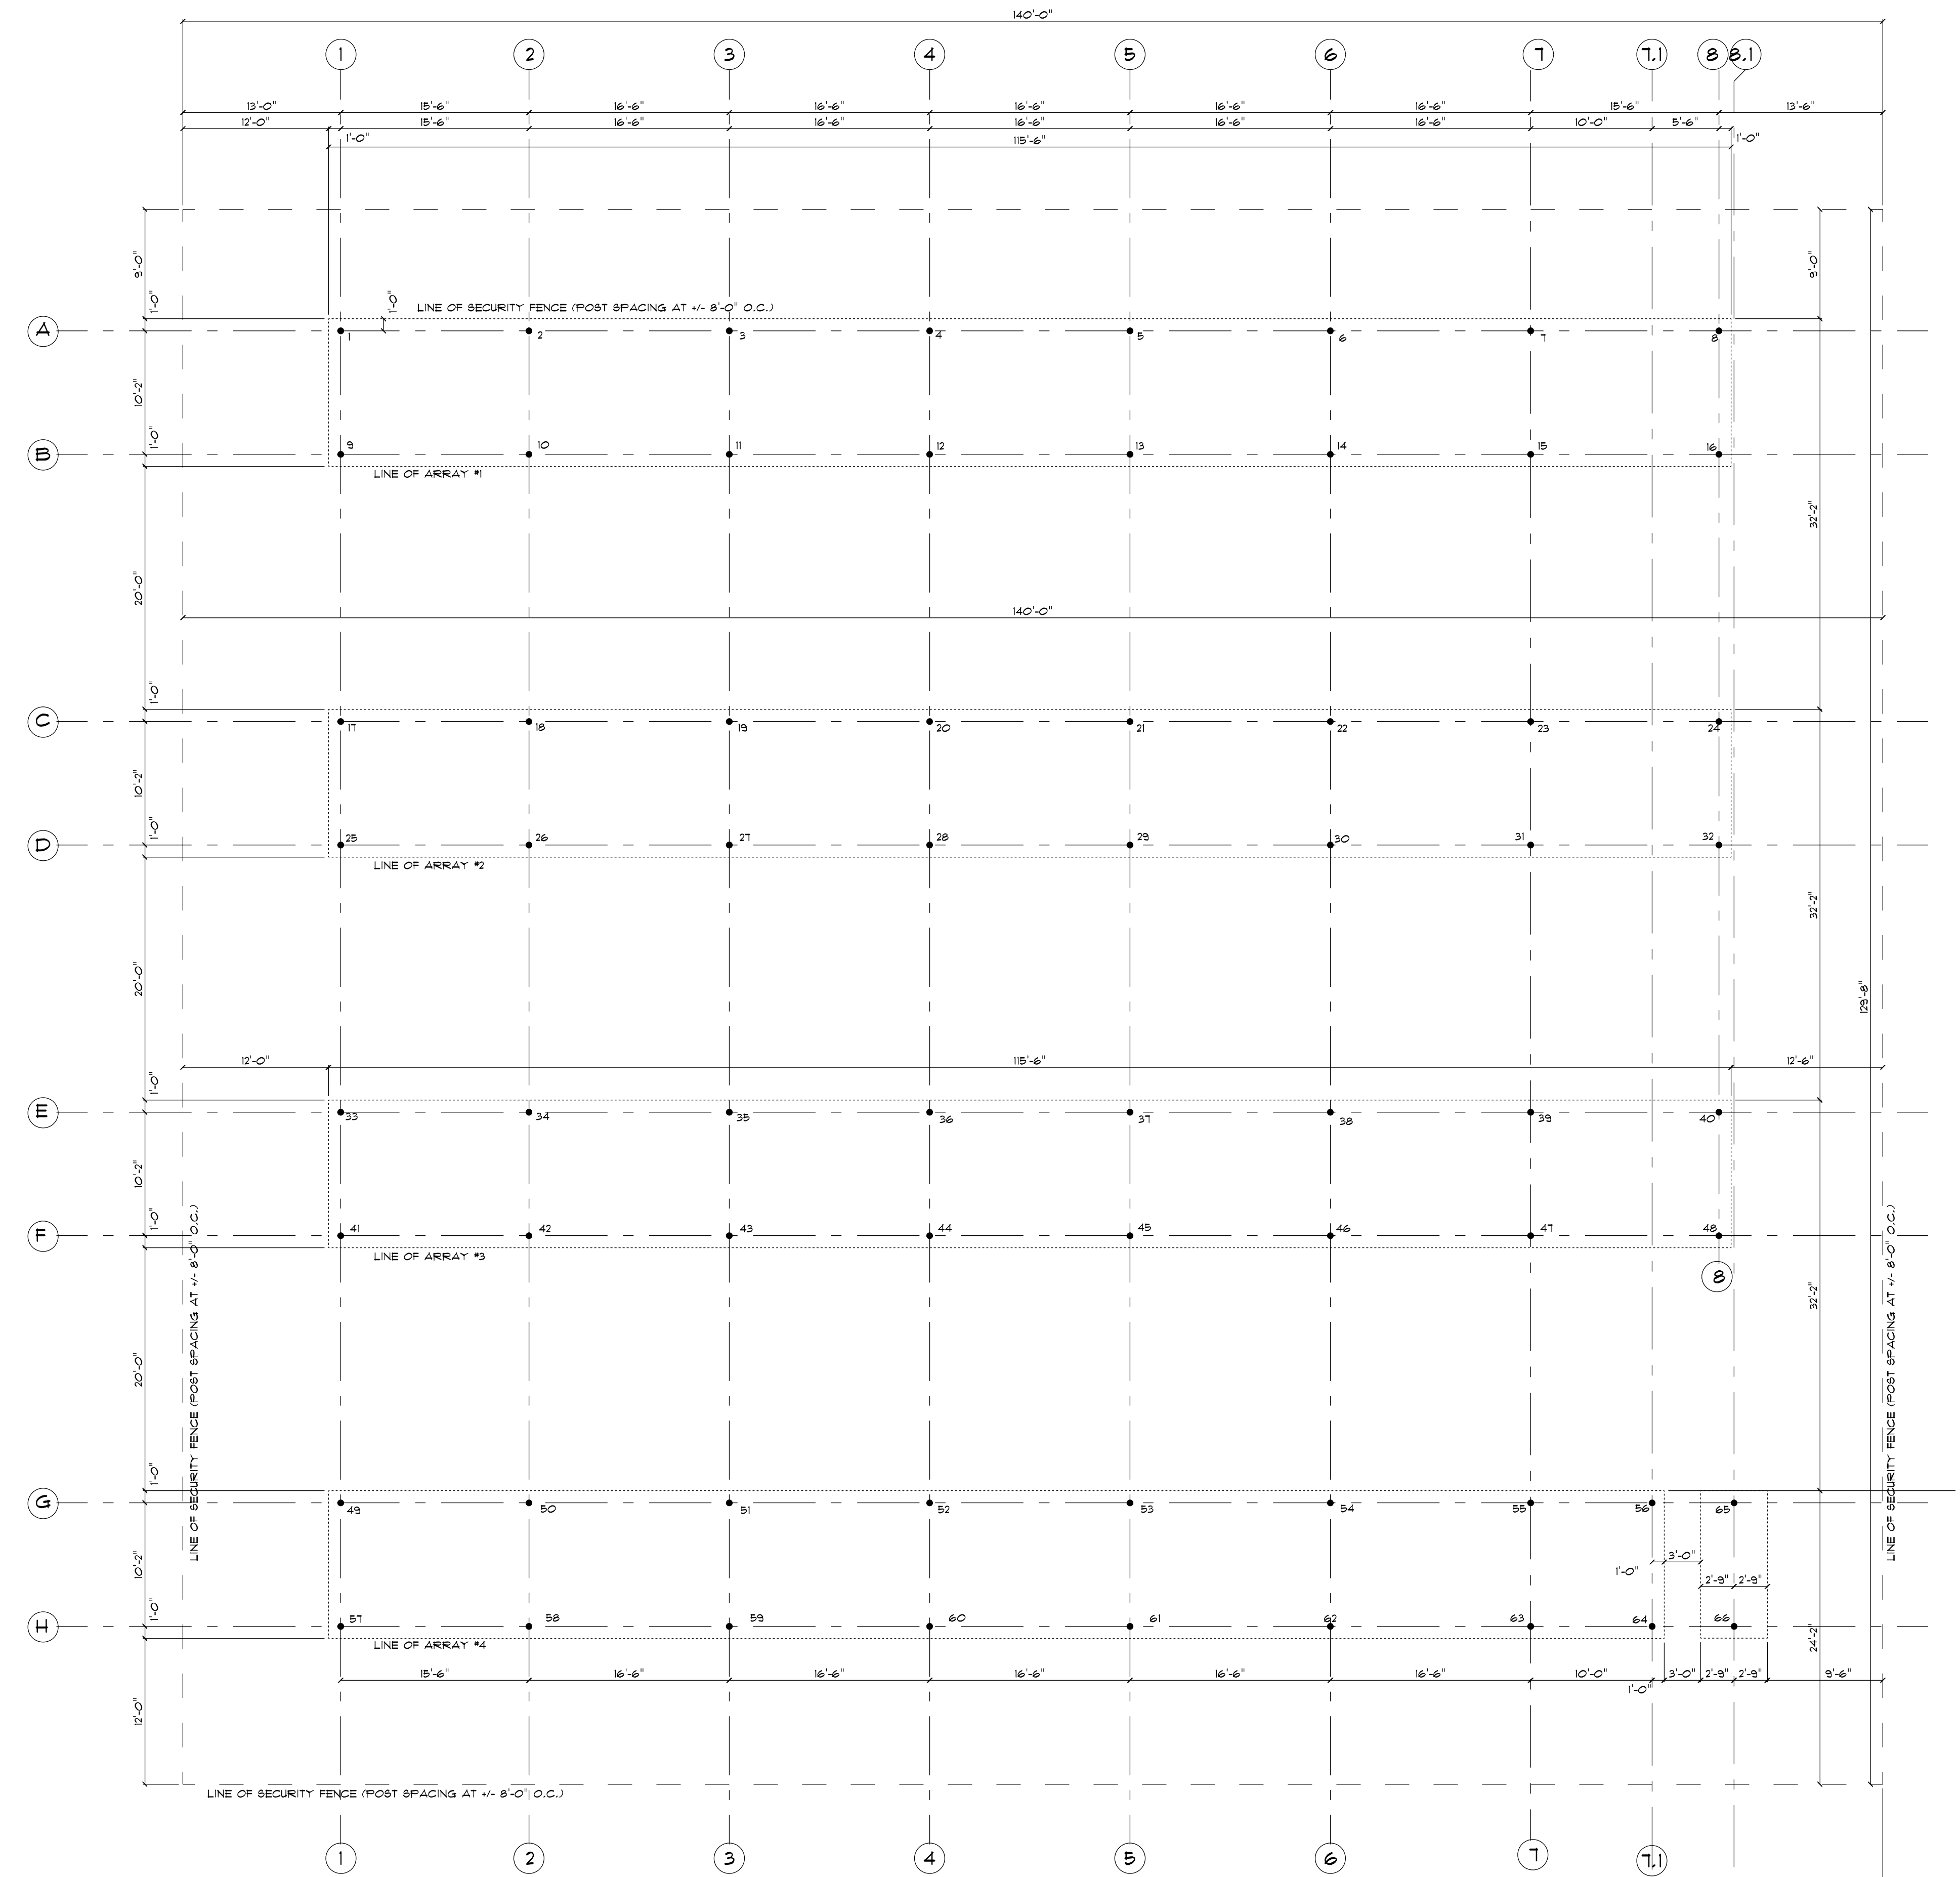 140'-0"
1 2 3 4 5 6 7 7.1 8 8.1
13'-0" 15'-6" 16'-6" 16'-6" 16'-6" 16'-6" 16'-6" 15'-6" 13'-6"
12'-0" 15'-6" 16'-6" 16'-6" 16'-6" 16'-6" 16'-6" 10'-0" 5'-6"
1'-0" 115'-6" 1'-0"
9'-0" 9'-0"
1'-0" 1'-0" LINE OF SECURITY FENCE (POST SPACING AT +/- 8'-0" O.C.)
A
1 2 3 4 5 6 7 8
10'-2"
1'-0" 9 10 11 12 13 14 15 16
B
LINE OF ARRAY #1
32'-2"
20'-0"
140'-0"
1'-0"
C
17 18 19 20 21 22 23 24
10'-2"
1'-0" 25 26 27 28 29 30 31 32
D
LINE OF ARRAY #2
32'-2"
20'-0" 129'-8"
12'-0" 115'-6" 12'-6"
1'-0"
E
33 34 35 36 37 38 39 40
10'-2"
1'-0" 41 42 43 44 45 46 47 48
F
LINE OF ARRAY #3
8
32'-2"
20'-0"
LINE OF SECURITY FENCE (POST SPACING AT +/- 8'-0" O.C.)
LINE OF SECURITY FENCE (POST SPACING AT +/- 8'-0" O.C.)
1'-0"
G
49 50 51 52 53 54 55 56 65
10'-2" 1'-0" 3'-0"
2'-9" 2'-9"
1'-0" 57 58 59 60 61 62 63 64 66
H
LINE OF ARRAY #4 24'-2"
15'-6" 16'-6" 16'-6" 16'-6" 16'-6" 16'-6" 10'-0" 3'-0" 2'-9" 2'-9" 9'-6"
1'-0"
12'-0"
LINE OF SECURITY FENCE (POST SPACING AT +/- 8'-0" O.C.)
1 2 3 4 5 6 7 7.1